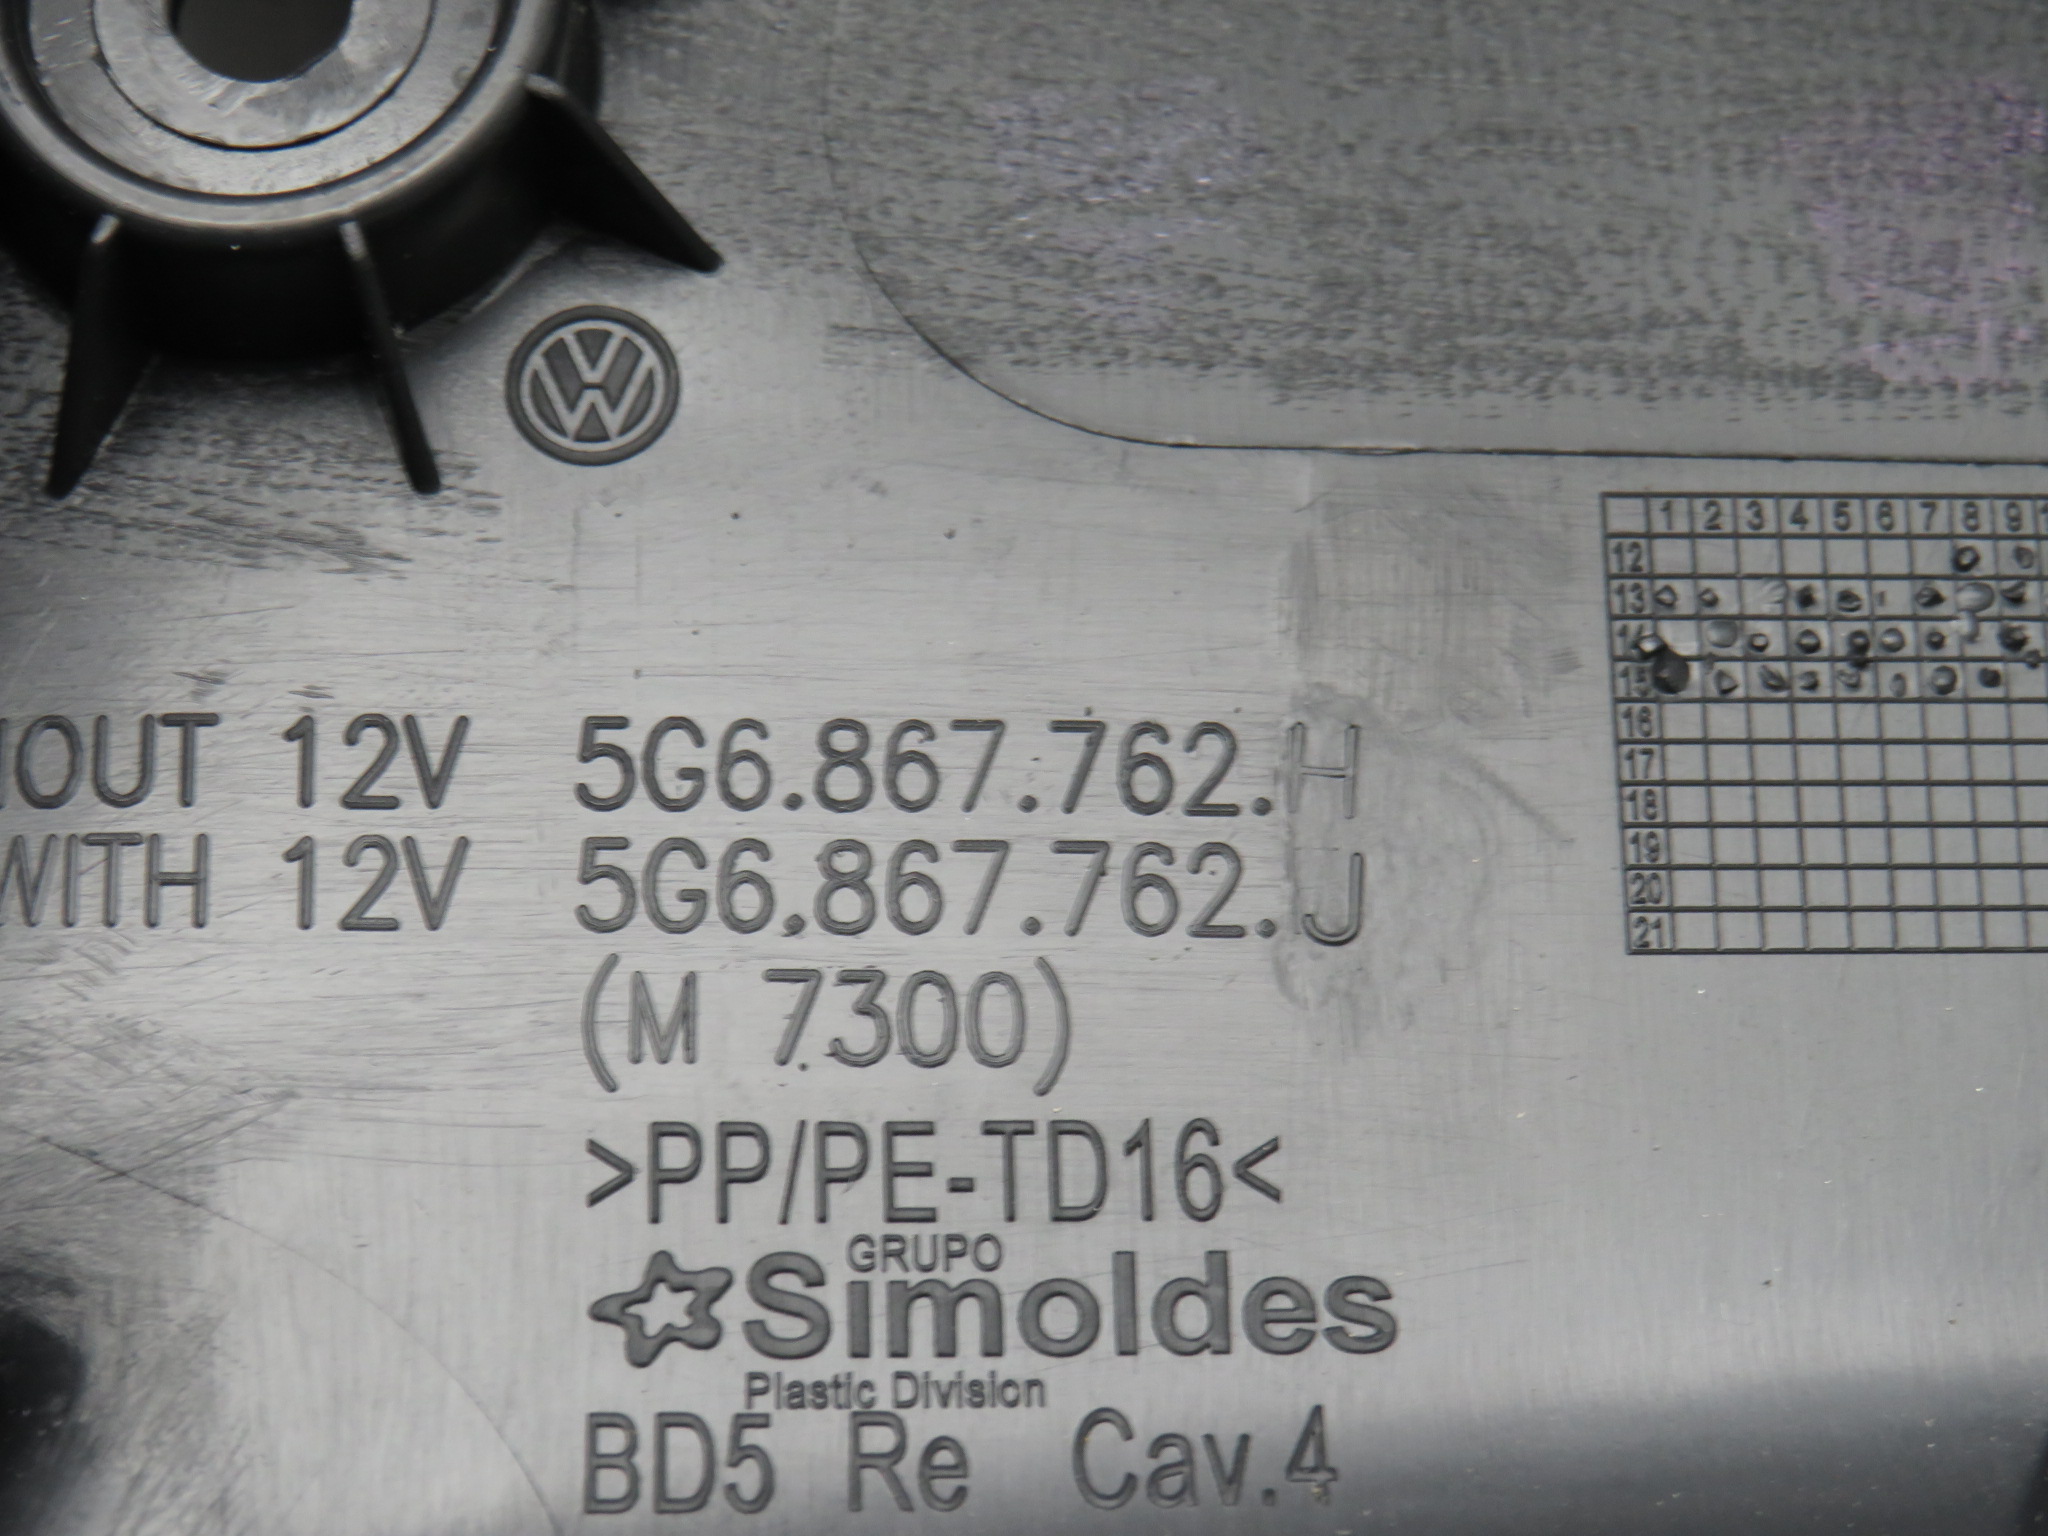 VW
1 2 3 4 5 6 7 8 9
12
13
14
15
16
17
18
19
20
21
HOUT 12V 5G6.867.762.H
WITH 12V 5G6.867.762.J
(M 7300)
>PP/PE-TD16<
GRUPO
Simoldes
Plastic Division
BD5 Re Cav.4